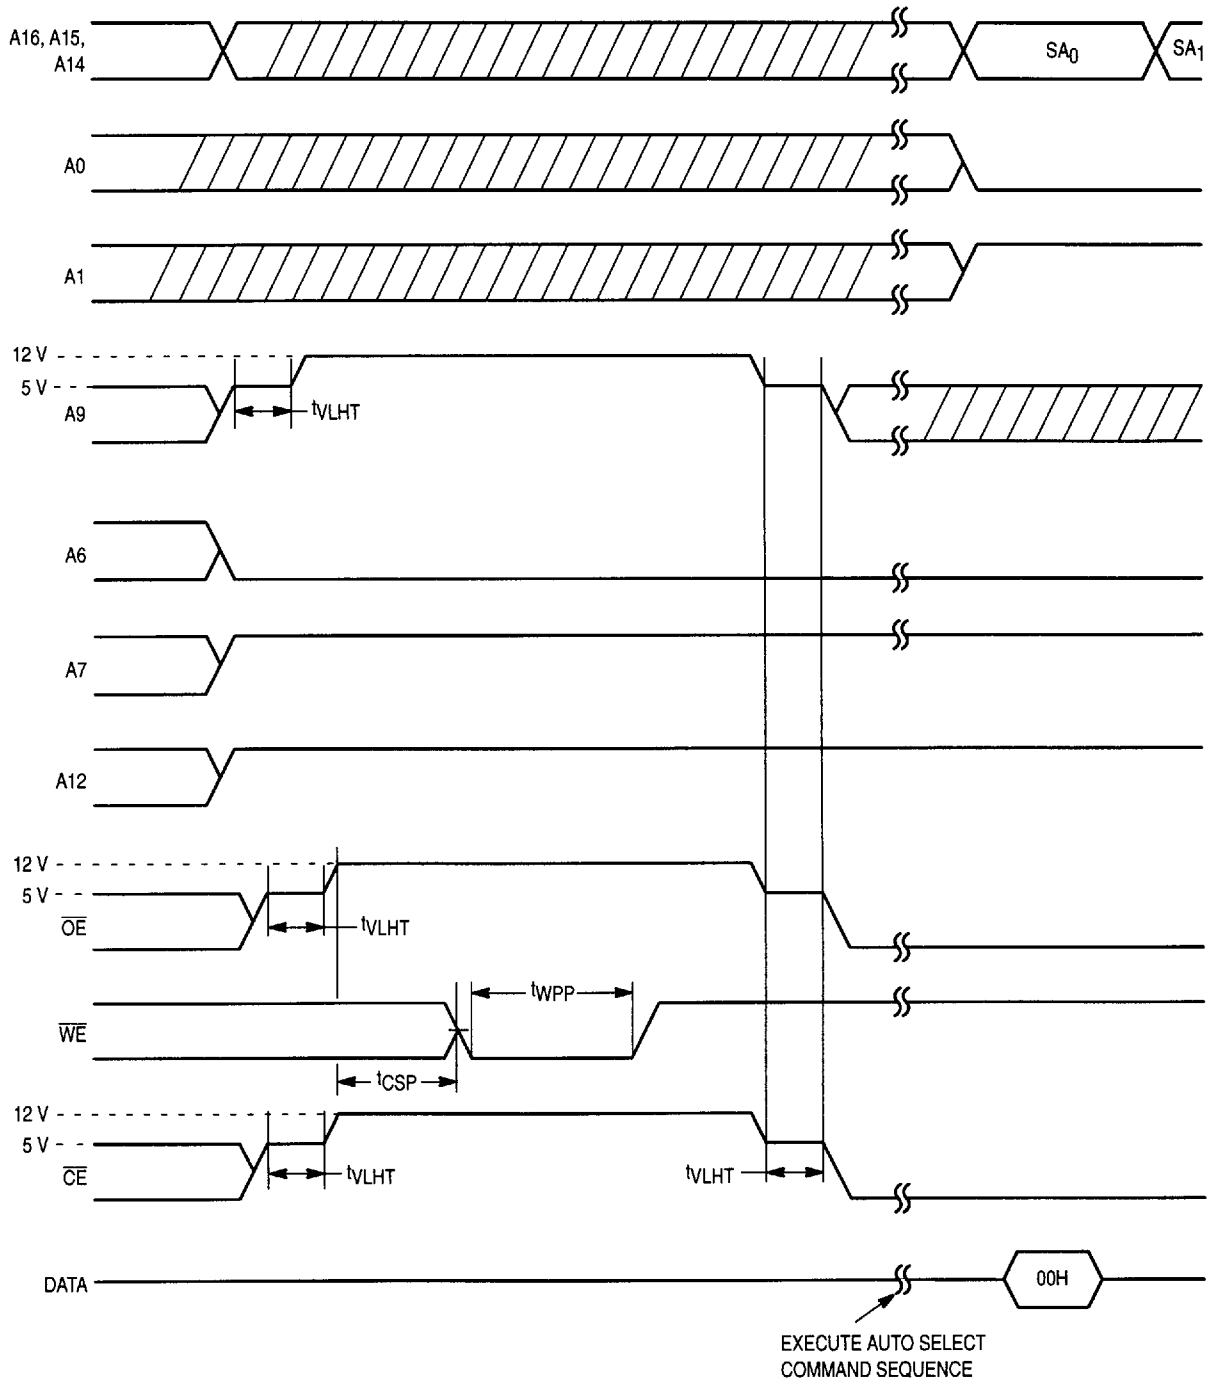 A16, A15,
A14
SA0
SA1
A0
A1
12 V
5 V
A9
tVLHT
A6
A7
A12
12 V
5 V
OE
tVLHT
tWPP
WE
tCSP
12 V
5 V
CE
tVLHT
tVLHT
DATA
00H
EXECUTE AUTO SELECT
COMMAND SEQUENCE